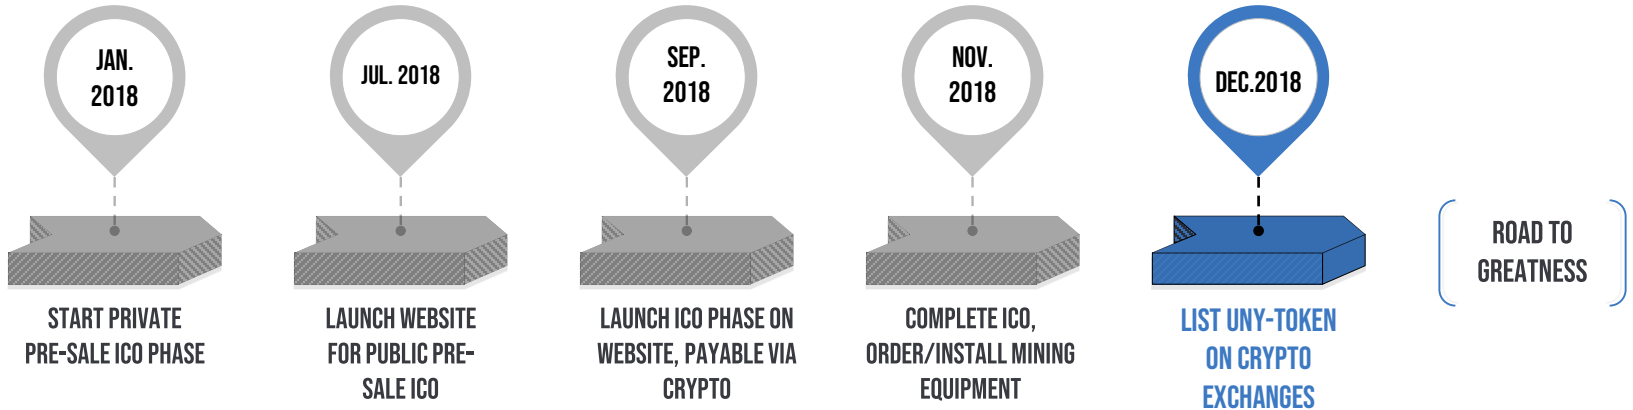 JAN.
2018
START PRIVATE
PRE-SALE ICO PHASE
JUL. 2018
LAUNCH WEBSITE
FOR PUBLIC PRE-
SALE ICO
SEP.
2018
LAUNCH ICO PHASE ON
WEBSITE, PAYABLE VIA
CRYPTO
NOV.
2018
COMPLETE ICO,
ORDER/INSTALL MINING
EQUIPMENT
DEC.2018
LIST UNY-TOKEN
ON CRYPTO
EXCHANGES
ROAD TO
GREATNESS